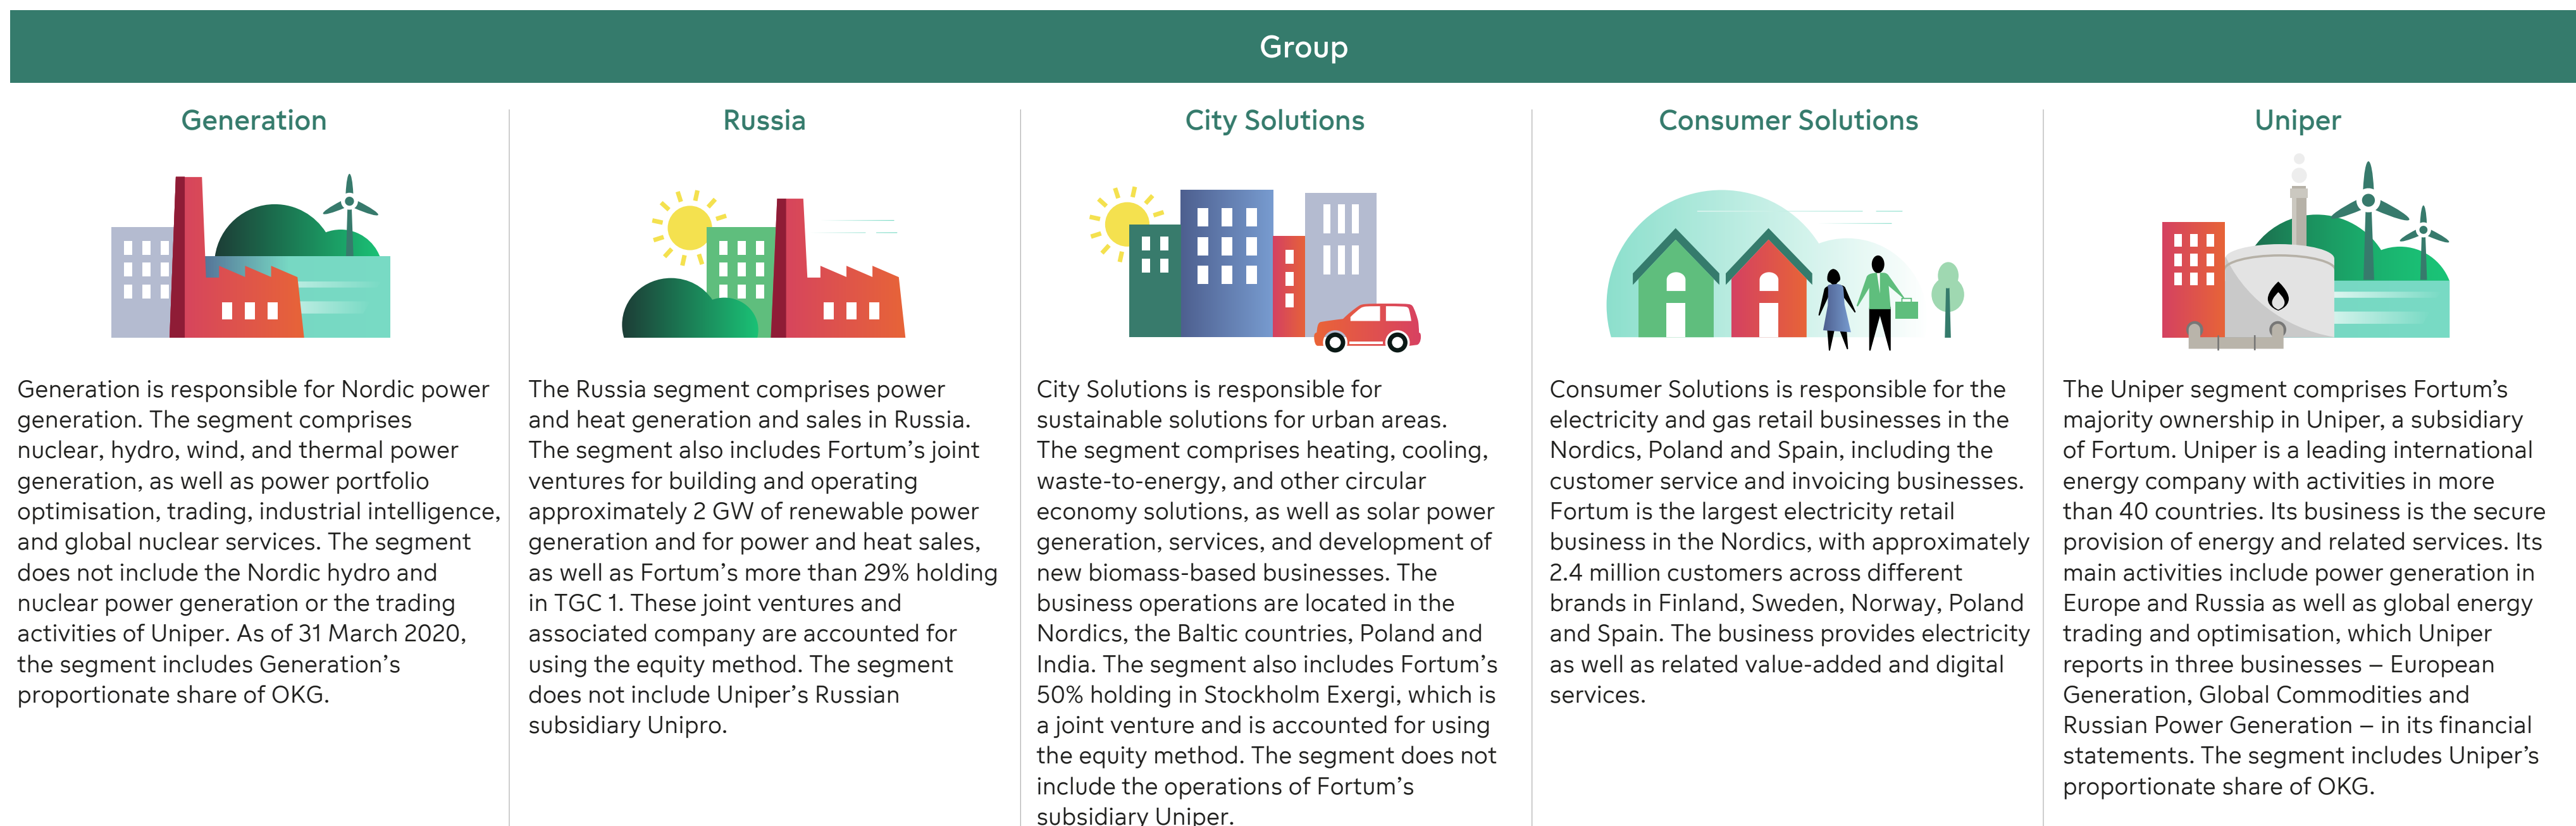 Group
Generation
Generation is responsible for Nordic power
generation. The segment comprises
nuclear, hydro, wind, and thermal power
generation, as well as power portfolio
optimisation, trading, industrial intelligence,
and global nuclear services. The segment
does not include the Nordic hydro and
nuclear power generation or the trading
activities of Uniper. As of 31 March 2020,
the segment includes Generation’s
proportionate share of OKG.
Russia
The Russia segment comprises power
and heat generation and sales in Russia.
The segment also includes Fortum’s joint
ventures for building and operating
approximately 2 GW of renewable power
generation and for power and heat sales,
as well as Fortum’s more than 29% holding
in TGC 1. These joint ventures and
associated company are accounted for
using the equity method. The segment
does not include Uniper’s Russian
subsidiary Unipro.
City Solutions
City Solutions is responsible for
sustainable solutions for urban areas.
The segment comprises heating, cooling,
waste-to-energy, and other circular
economy solutions, as well as solar power
generation, services, and development of
new biomass-based businesses. The
business operations are located in the
Nordics, the Baltic countries, Poland and
India. The segment also includes Fortum’s
50% holding in Stockholm Exergi, which is
a joint venture and is accounted for using
the equity method. The segment does not
include the operations of Fortum’s
subsidiary Uniper.
Consumer Solutions
Consumer Solutions is responsible for the
electricity and gas retail businesses in the
Nordics, Poland and Spain, including the
customer service and invoicing businesses.
Fortum is the largest electricity retail
business in the Nordics, with approximately
2.4 million customers across different
brands in Finland, Sweden, Norway, Poland
and Spain. The business provides electricity
as well as related value-added and digital
services.
Uniper
The Uniper segment comprises Fortum’s
majority ownership in Uniper, a subsidiary
of Fortum. Uniper is a leading international
energy company with activities in more
than 40 countries. Its business is the secure
provision of energy and related services. Its
main activities include power generation in
Europe and Russia as well as global energy
trading and optimisation, which Uniper
reports in three businesses – European
Generation, Global Commodities and
Russian Power Generation – in its financial
statements. The segment includes Uniper’s
proportionate share of OKG.